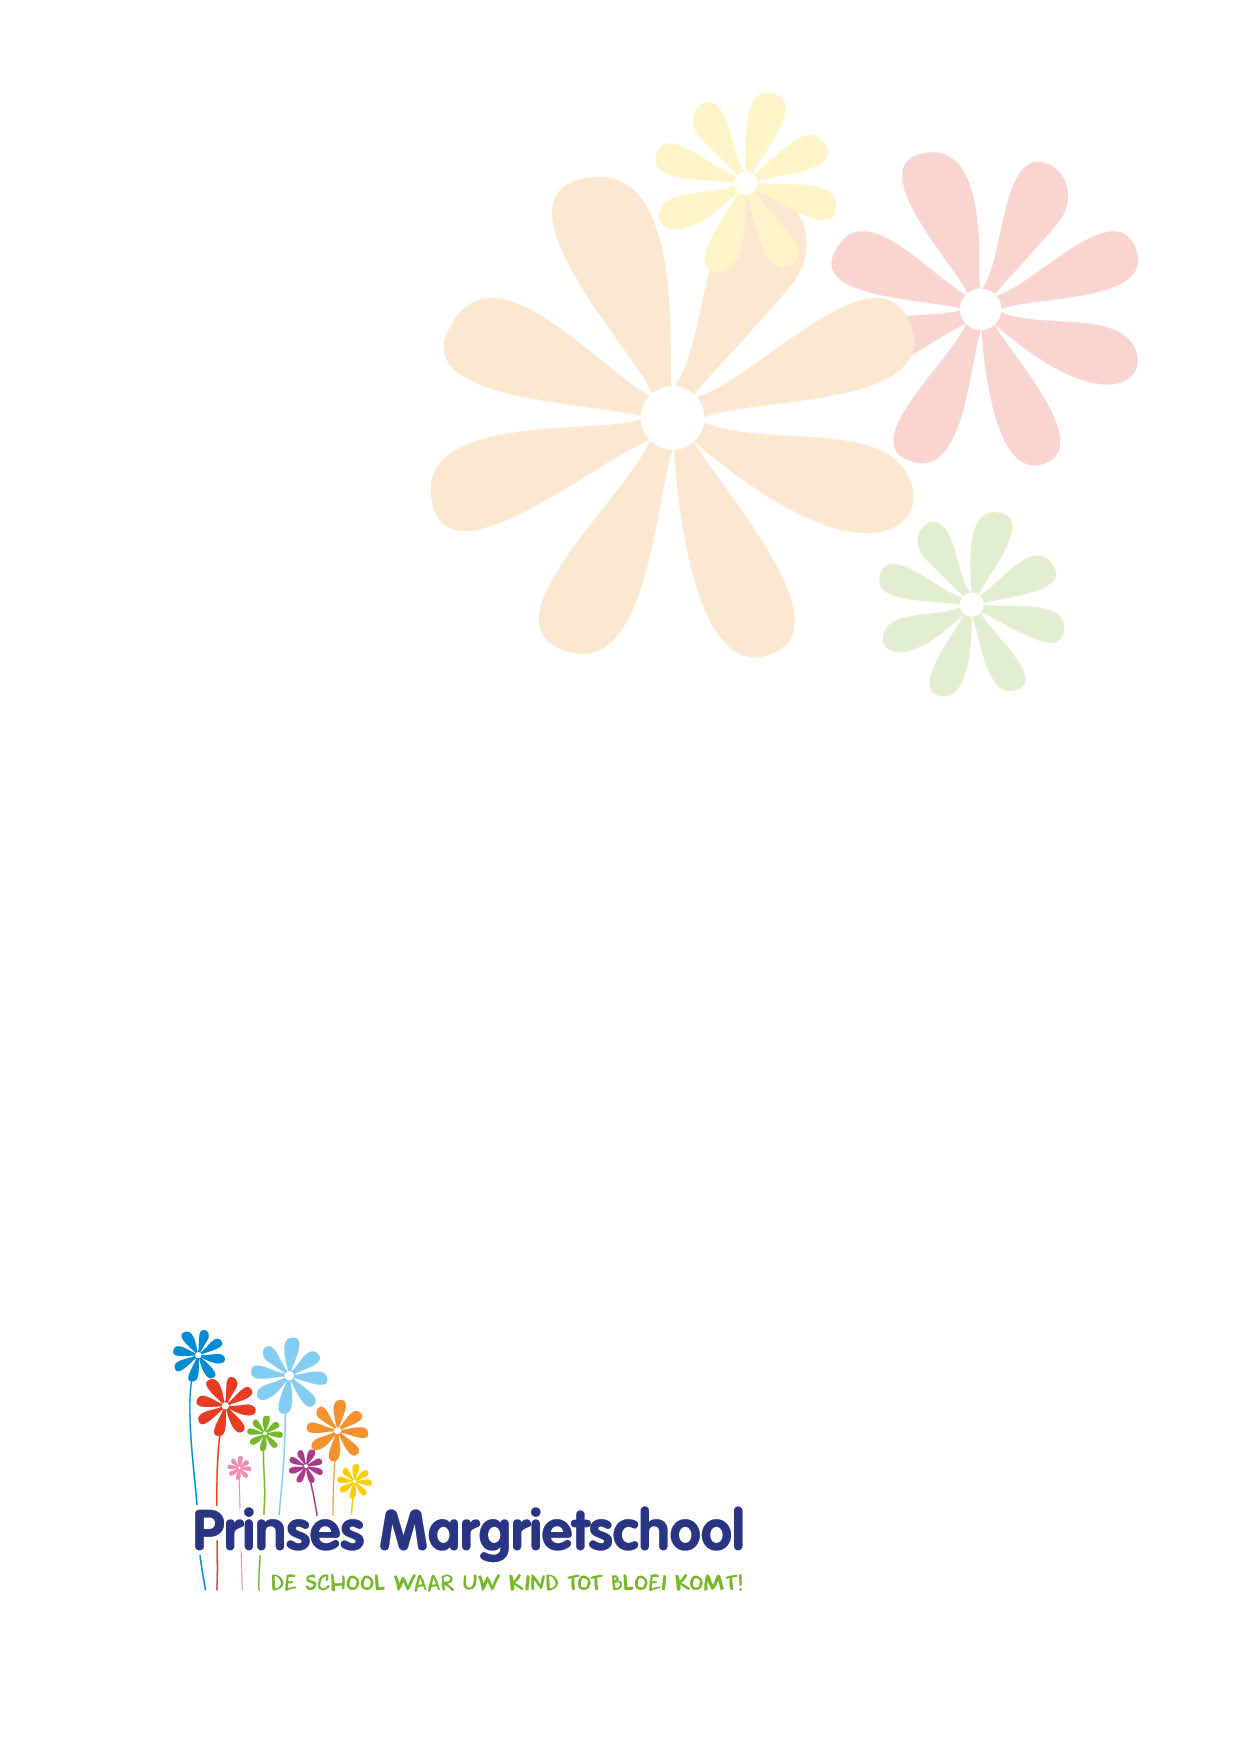 Prinses Margrietschool
DE SCHOOL WAAR UW KIND TOT BLOEI KOMT!